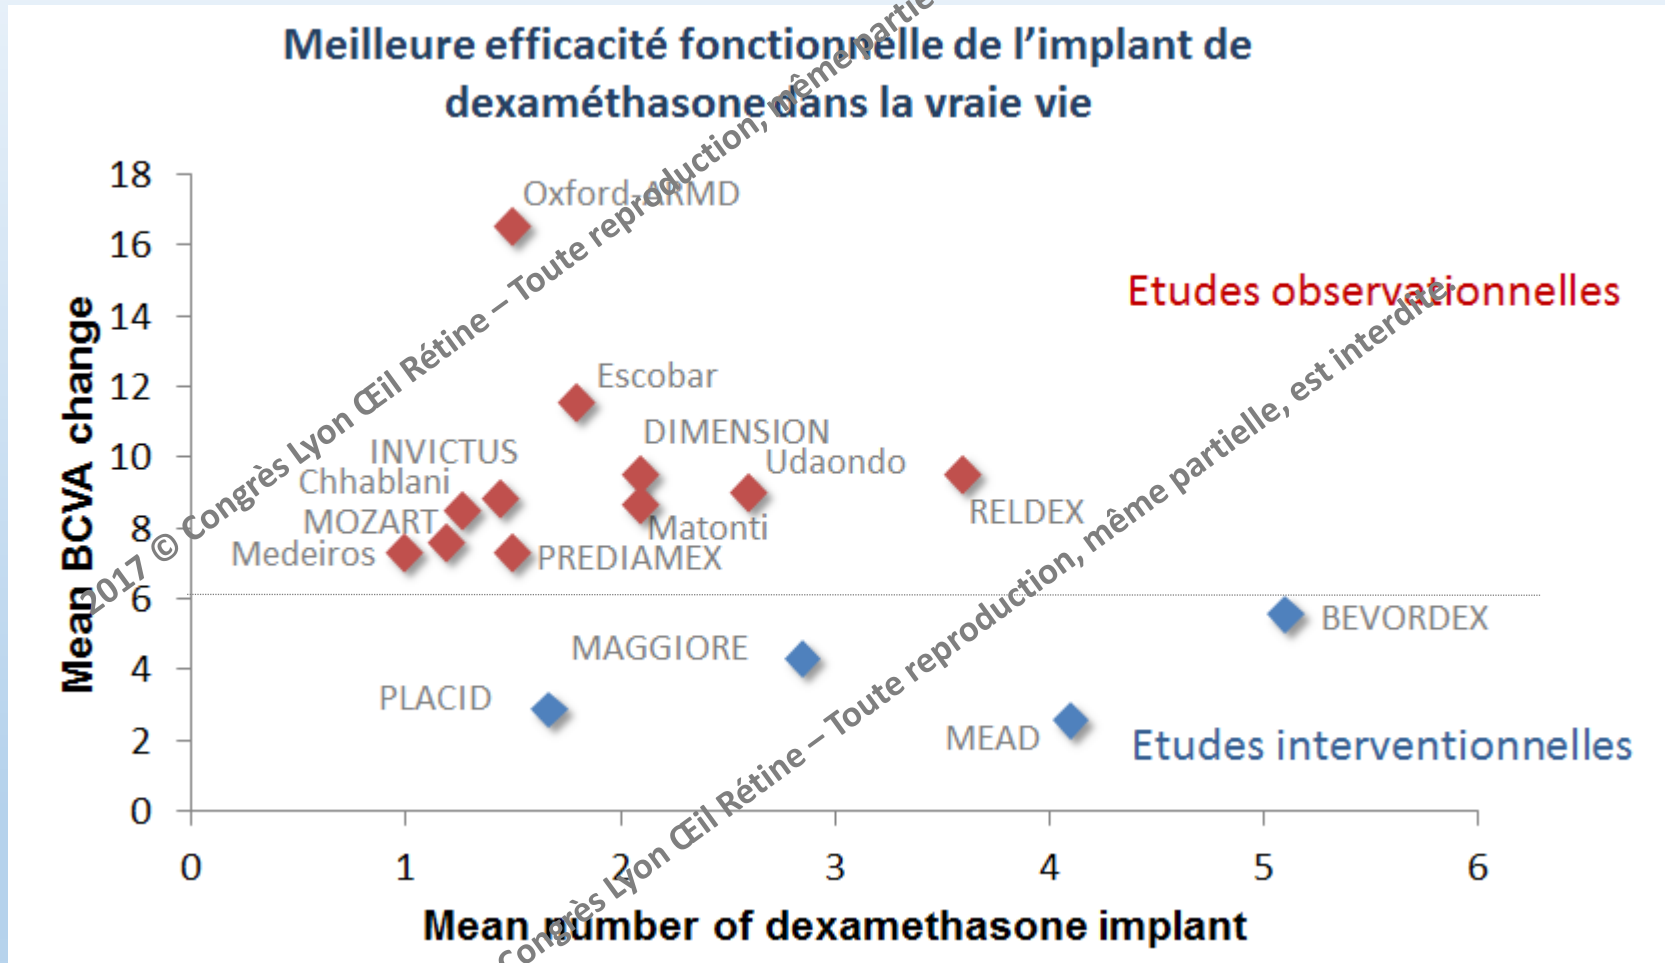 Meilleure efficacité fonctionnelle de l'implant de
dexaméthasone dans la vraie vie
18
16
14
12
10
8
6
4
2
0
Mean BCVA change
Oxford-ARMD
Etudes observationnelles
Escobar
DIMENSION
INVICTUS
Udaondo
Chhablani
RELDEX
MOZART
Matonti
Medeiros
PREDIAMEX
BEVORDEX
MAGGIORE
PLACID
MEAD
Etudes interventionnelles
0 1 2 3 4 5 6
Mean number of dexamethasone implant
2017 © Congrès Lyon Œil Rétine – Toute reproduction, même partie
Congrès Lyon Œil Rétine – Toute reproduction, même partielle, est interdite.